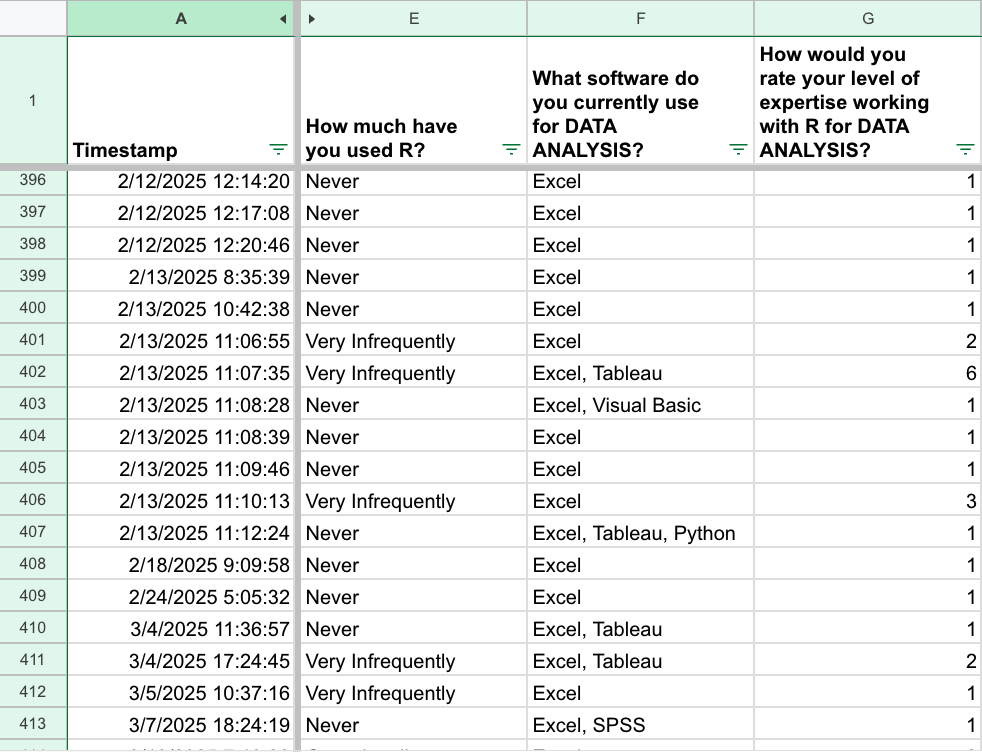 A E F G
1
Timestamp
How much have
you used R?
What software do
you currently use
for DATA
ANALYSIS?
How would you
rate your level of
expertise working
with R for DATA
ANALYSIS?
396 2/12/2025 12:14:20 Never Excel 1
397 2/12/2025 12:17:08 Never Excel 1
398 2/12/2025 12:20:46 Never Excel 1
399 2/13/2025 8:35:39 Never Excel 1
400 2/13/2025 10:42:38 Never Excel 1
401 2/13/2025 11:06:55 Very Infrequently Excel 2
402 2/13/2025 11:07:35 Very Infrequently Excel, Tableau 6
403 2/13/2025 11:08:28 Never Excel, Visual Basic 1
404 2/13/2025 11:08:39 Never Excel 1
405 2/13/2025 11:09:46 Never Excel 1
406 2/13/2025 11:10:13 Very Infrequently Excel 3
407 2/13/2025 11:12:24 Never Excel, Tableau, Python 1
408 2/18/2025 9:09:58 Never Excel 1
409 2/24/2025 5:05:32 Never Excel 1
410 3/4/2025 11:36:57 Never Excel, Tableau 1
411 3/4/2025 17:24:45 Very Infrequently Excel, Tableau 2
412 3/5/2025 10:37:16 Very Infrequently Excel 1
413 3/7/2025 18:24:19 Never Excel, SPSS 1